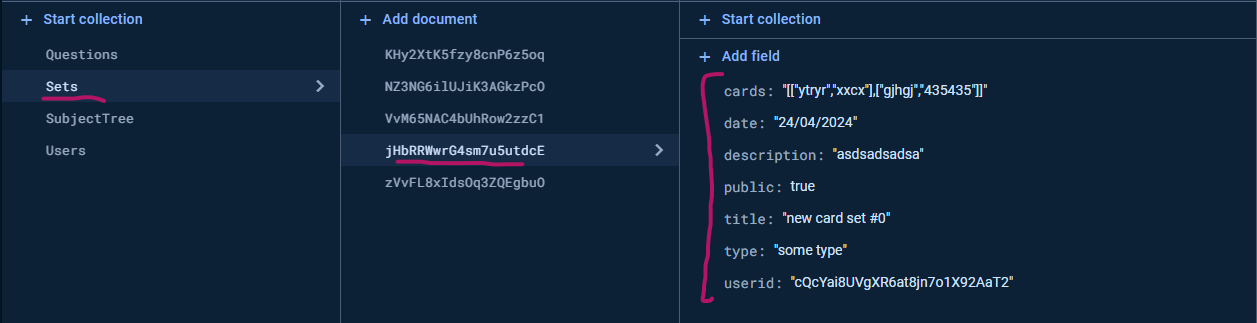 + Start collection
Questions
Sets
SubjectTree
Users
+ Add document
KHy2XtK5fzy8cnP6z5oq
NZ3NG6ilUJiK3AGkzPcO
VvM65NAC4bUhRow2zzC1
jHbRRWwrG4sm7u5utdcE
zVvFL8xIdsOq3ZQEgbuO
+ Start collection
+ Add field
cards: "[["ytryr","xxcx"],["gjhgj","435435"]]"
date: "24/04/2024"
description: "asdsadsadsa"
public: true
title: "new card set #0"
type: "some type"
userid: "cQcYai8UVgXR6at8jn7o1X92AaT2"